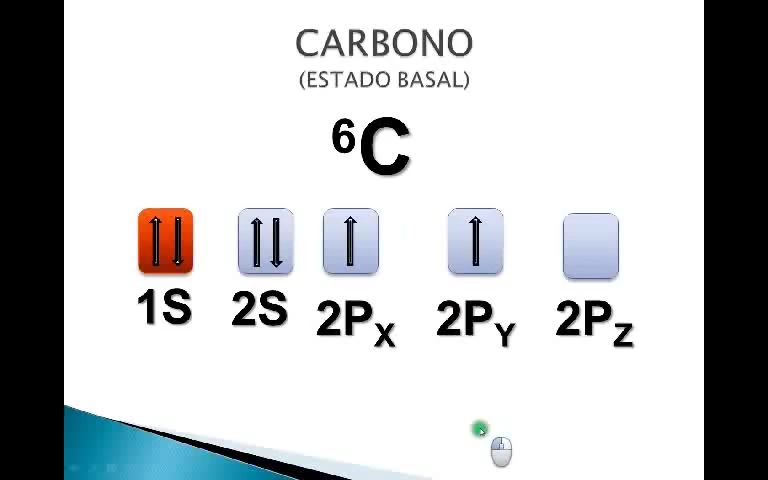 CARBONO
(ESTADO BASAL)
⁶C
1S 2S 2Pₓ 2PY 2PZ